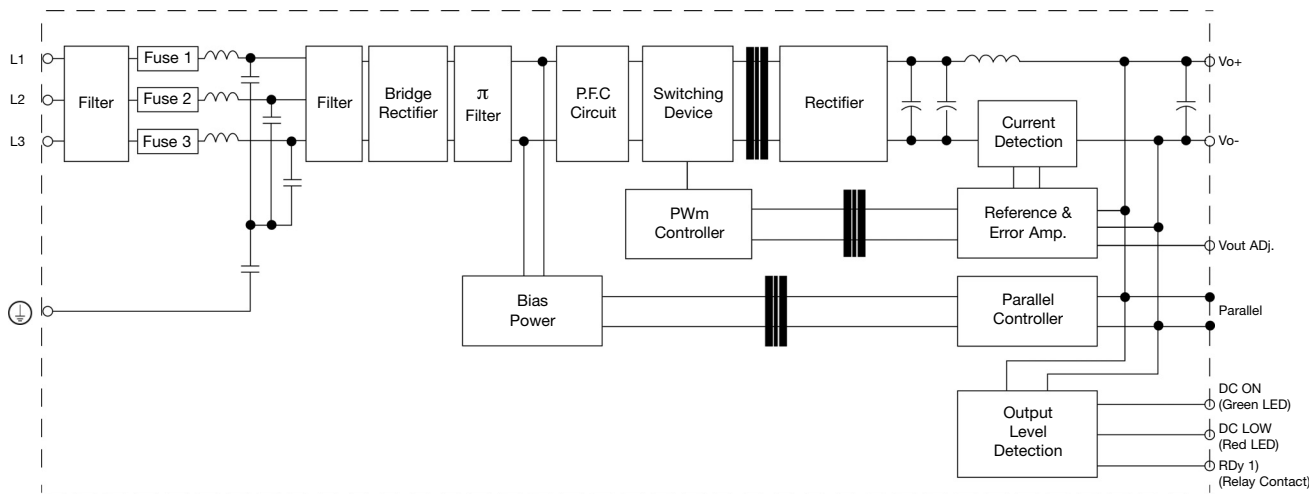 L1
L2
L3
Filter
Fuse 1
Fuse 2
Fuse 3
Filter
Bridge
Rectifier
π
Filter
P.F.C
Circuit
Switching
Device
Rectifier
Current
Detection
Vo+
Vo-
PWm
Controller
Reference &
Error Amp.
Vout ADj.
Bias
Power
Parallel
Controller
Parallel
Output
Level
Detection
DC ON
(Green LED)
DC LOW
(Red LED)
RDy 1)
(Relay Contact)